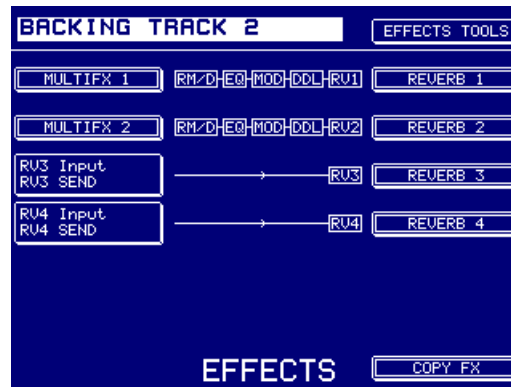 BACKING TRACK 2
EFFECTS TOOLS
MULTIFX 1 RM/D EQ MOD DDL RV1 REVERB 1
MULTIFX 2 RM/D EQ MOD DDL RV2 REVERB 2
RV3 Input
RV3 SEND
RV3 REVERB 3
RV4 Input
RV4 SEND
RV4 REVERB 4
EFFECTS
COPY FX